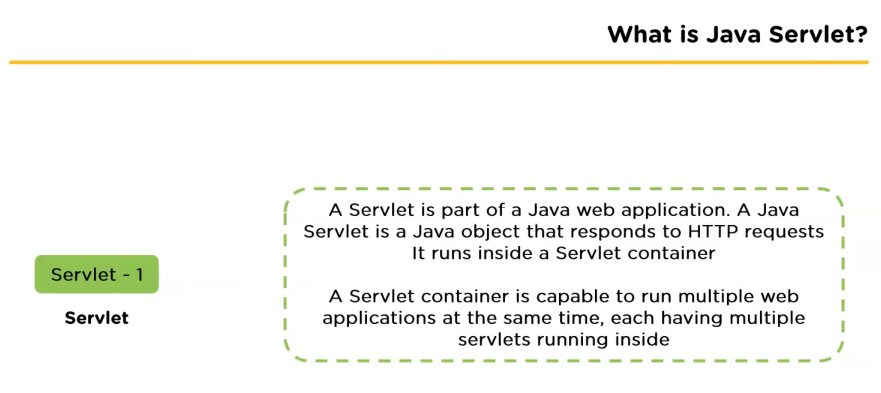 What is Java Servlet?
A Servlet is part of a Java web application. A Java
Servlet is a Java object that responds to HTTP requests
It runs inside a Servlet container
A Servlet container is capable to run multiple web
applications at the same time, each having multiple
servlets running inside
Servlet - 1
Servlet